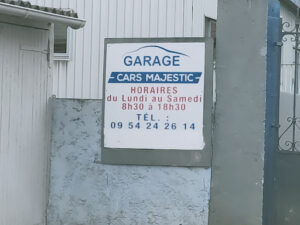 GARAGE
CARS MAJESTIC
HORAIRES
du Lundi au Samedi
8h30 à 18h30
TÉL. :
09 54 24 26 14